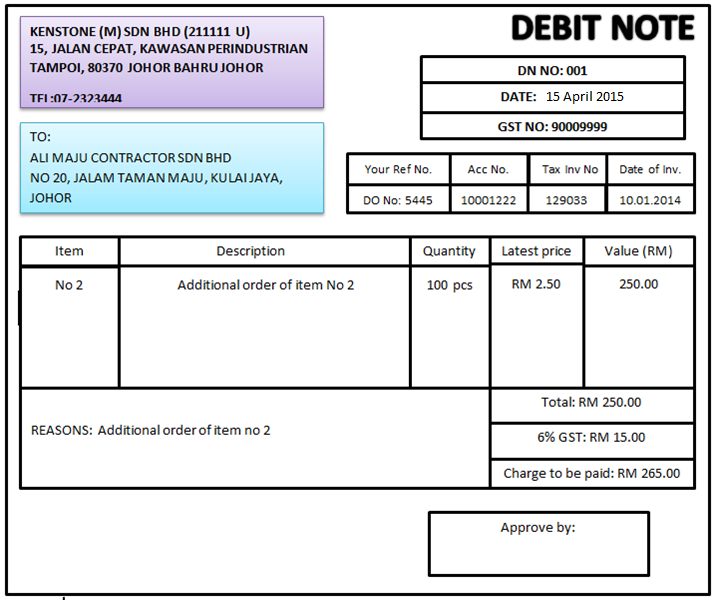 DEBIT NOTE
KENSTONE (M) SDN BHD (211111 U)
15, JALAN CEPAT, KAWASAN PERINDUSTRIAN
TAMPOI, 80370 JOHOR BAHRU JOHOR
TEL:07-2323444
DN NO: 001
DATE: 15 April 2015
GST NO: 90009999
TO:
ALI MAJU CONTRACTOR SDN BHD
NO 20, JALAM TAMAN MAJU, KULAI JAYA,
JOHOR
Your Ref No. Acc No. Tax Inv No Date of Inv.
DO No: 5445 10001222 129033 10.01.2014
Item Description Quantity Latest price Value (RM)
No 2 Additional order of item No 2 100 pcs RM 2.50 250.00
Total: RM 250.00
REASONS: Additional order of item no 2
6% GST: RM 15.00
Charge to be paid: RM 265.00
Approve by: